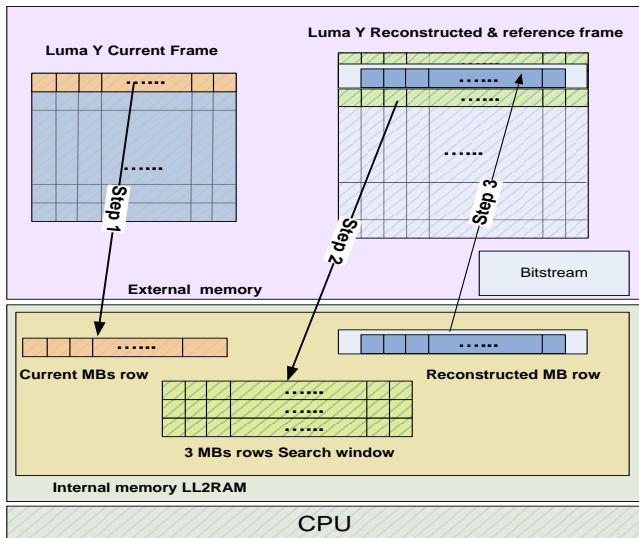 Luma Y Current Frame
Luma Y Reconstructed & reference frame
......
......
......
......
......
Step 1
Step 2
Step 3
Bitstream
External memory
......
......
Current MBs row
Reconstructed MB row
......
......
......
3 MBs rows Search window
Internal memory LL2RAM
CPU